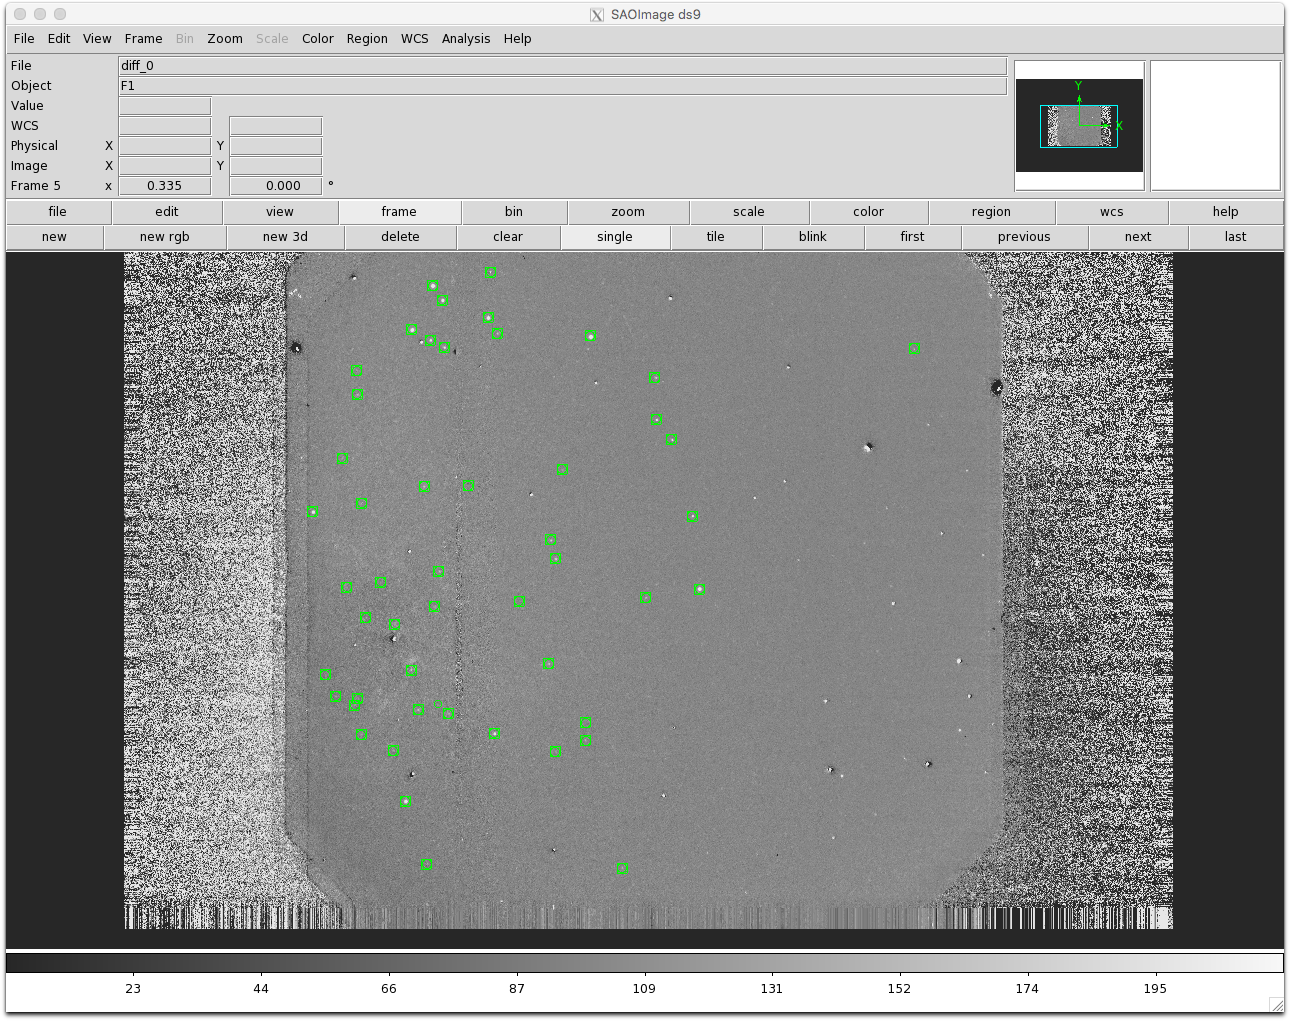 SAOImage ds9
File Edit View Frame Bin Zoom Scale Color Region WCS Analysis Help
File diff_0
Object F1
Value
WCS
Physical X Y
Image X Y
Frame 5 x 0.335 0.000 °
Y
X
file edit view frame bin zoom scale color region wcs help
new new rgb new 3d delete clear single tile blink first previous next last
23 44 66 87 109 131 152 174 195